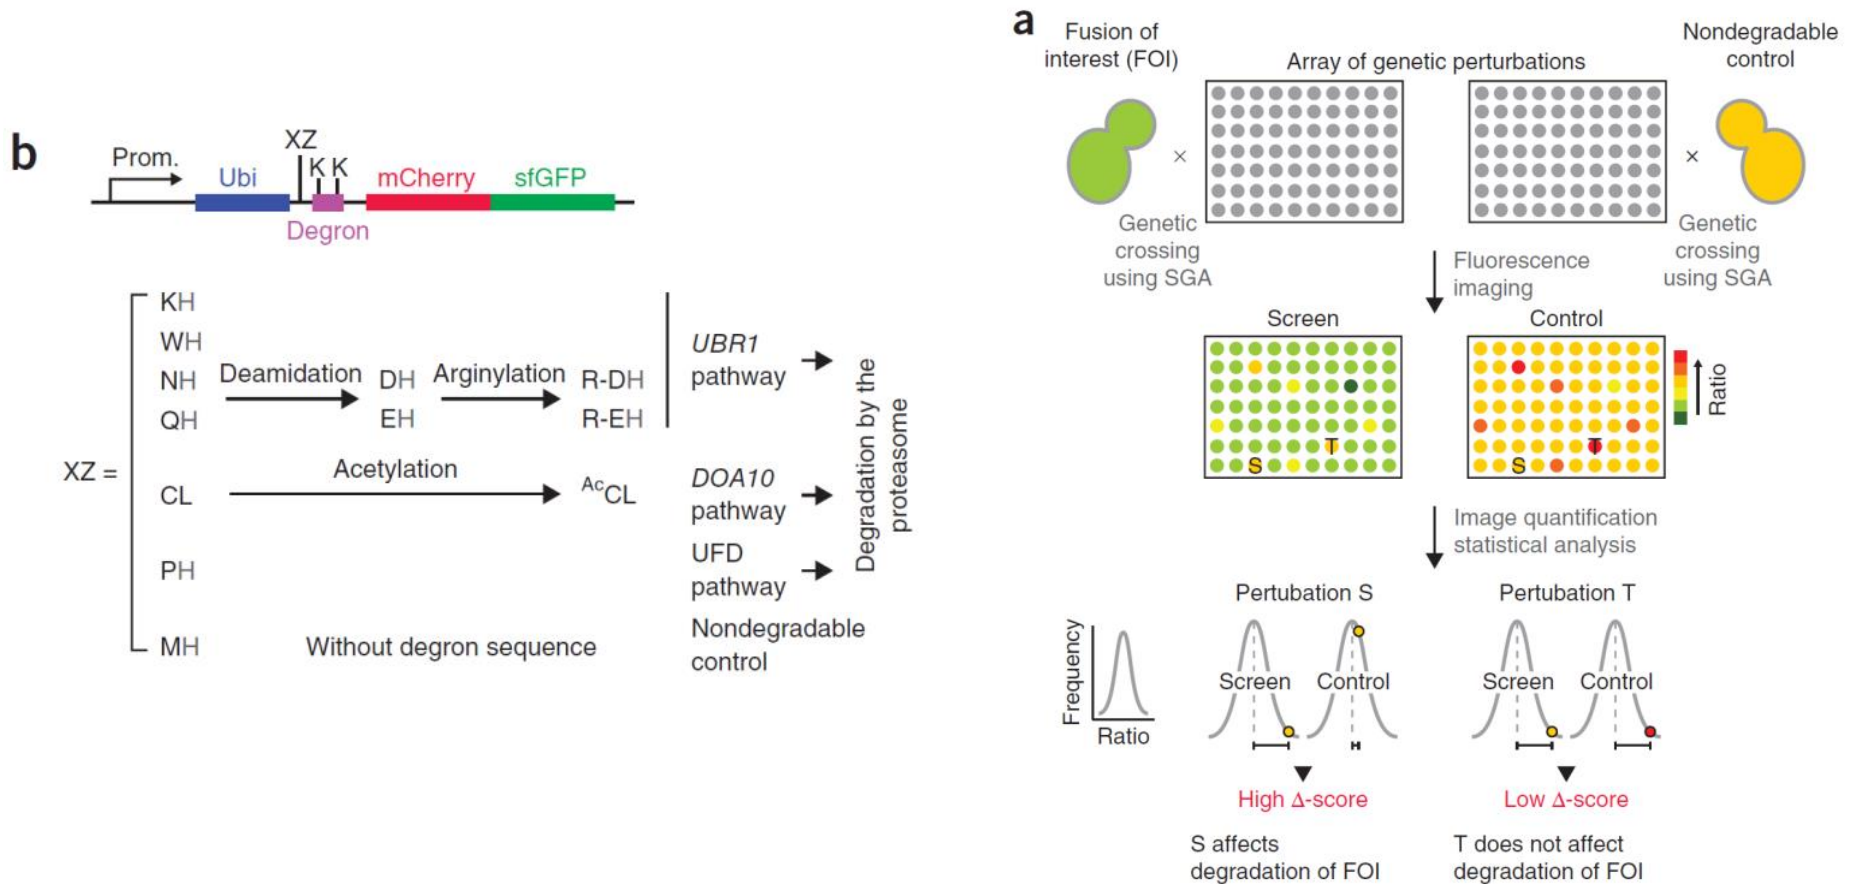 b
XZ
Prom.
K K
Ubi
mCherry
sfGFP
Degron
XZ =
KH
WH
NH
QH
Deamidation
DH
EH
Arginylation
R-DH
R-EH
UBR1
pathway
CL
Acetylation
AcCL
DOA10
pathway
PH
UFD
pathway
MH
Without degron sequence
Nondegradable
control
Degradation by the
proteasome
a
Fusion of
interest (FOI)
Array of genetic perturbations
Nondegradable
control
×
×
Genetic
crossing
using SGA
Genetic
crossing
using SGA
Fluorescence
imaging
Screen
Control
T
S
T
S
Ratio
Image quantification
statistical analysis
Frequency
Ratio
Pertubation S
Screen
Control
High Δ-score
S affects
degradation of FOI
Pertubation T
Screen
Control
Low Δ-score
T does not affect
degradation of FOI